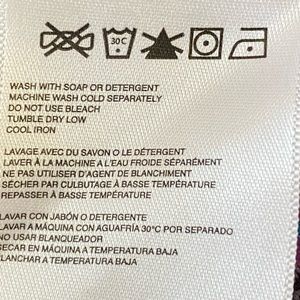 30 C
WASH WITH SOAP OR DETERGENT
MACHINE WASH COLD SEPARATELY
DO NOT USE BLEACH
TUMBLE DRY LOW
COOL IRON
LAVAGE AVEC DU SAVON O LE DÉTERGENT
LAVER À LA MACHINE A L'EAU FROIDE SÉPARÉMENT
NE PAS UTILISER D'AGENT DE BLANCHIMENT
SÉCHER PAR CULBUTAGE À BASSE TEMPÉRATURE
REPASSER À BASSE TEMPÉRATURE
LAVAR CON JABÓN O DETERGENTE
LAVAR A MÁQUINA CON AGUAFRÍA 30°C POR SEPARADO
NO USAR BLANQUEADOR
SECAR EN MÁQUINA A TEMPERATURA BAJA
PLANCHAR A TEMPERATURA BAJA